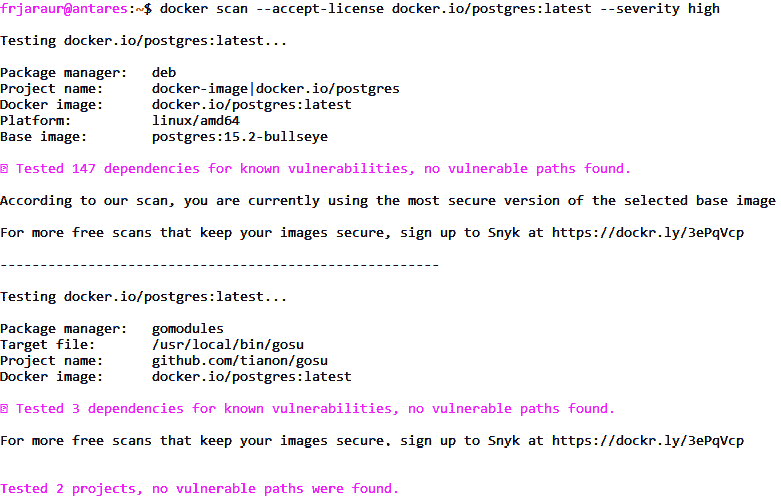 frjaraur@antares:~$ docker scan --accept-license docker.io/postgres:latest --severity high
Testing docker.io/postgres:latest...
Package manager:   deb
Project name:      docker-image|docker.io/postgres
Docker image:      docker.io/postgres:latest
Platform:          linux/amd64
Base image:        postgres:15.2-bullseye
Tested 147 dependencies for known vulnerabilities, no vulnerable paths found.
According to our scan, you are currently using the most secure version of the selected base image
For more free scans that keep your images secure, sign up to Snyk at https://dockr.ly/3ePqVcp
-------------------------------------------------------
Testing docker.io/postgres:latest...
Package manager:   gomodules
Target file:       /usr/local/bin/gosu
Project name:      github.com/tianon/gosu
Docker image:      docker.io/postgres:latest
Tested 3 dependencies for known vulnerabilities, no vulnerable paths found.
For more free scans that keep your images secure, sign up to Snyk at https://dockr.ly/3ePqVcp
Tested 2 projects, no vulnerable paths were found.